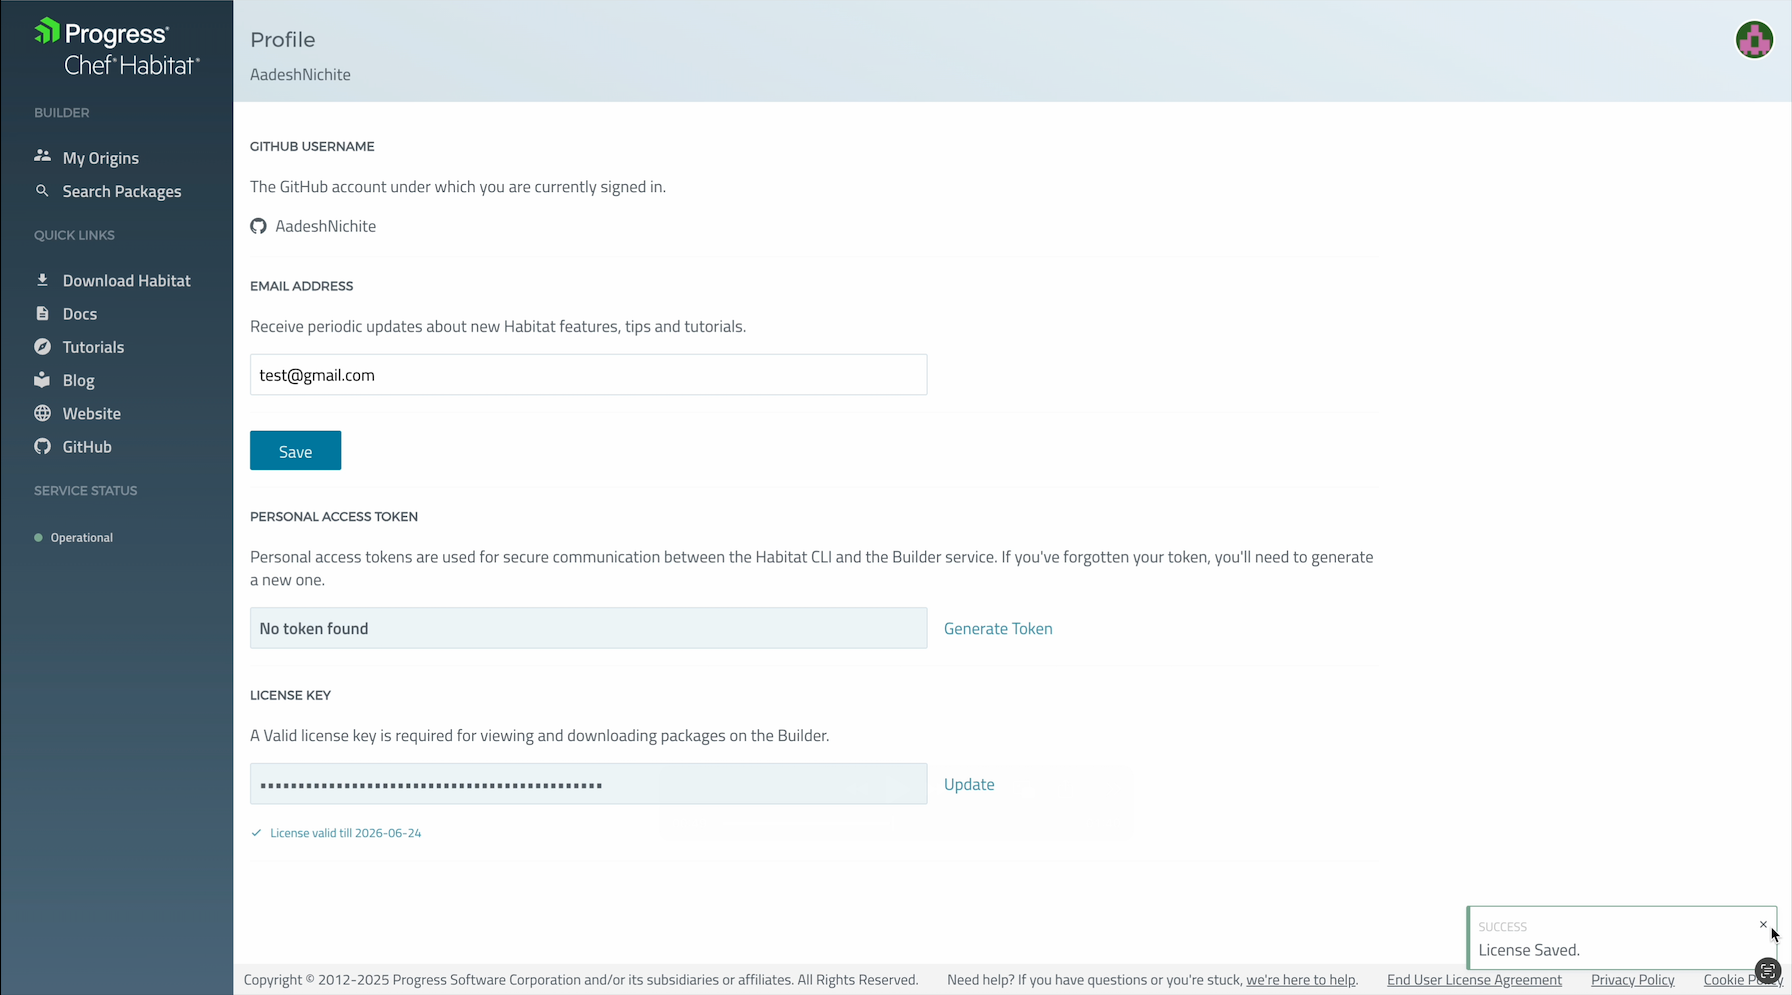 Progress®
Chef® Habitat®
BUILDER
My Origins
Search Packages
QUICK LINKS
Download Habitat
Docs
Tutorials
Blog
Website
GitHub
SERVICE STATUS
Operational
Profile
AadeshNichite
GITHUB USERNAME
The GitHub account under which you are currently signed in.
AadeshNichite
EMAIL ADDRESS
Receive periodic updates about new Habitat features, tips and tutorials.
test@gmail.com
Save
PERSONAL ACCESS TOKEN
Personal access tokens are used for secure communication between the Habitat CLI and the Builder service. If you've forgotten your token, you'll need to generate
a new one.
No token found
Generate Token
LICENSE KEY
A Valid license key is required for viewing and downloading packages on the Builder.
Update
License valid till 2026-06-24
SUCCESS
License Saved.
Copyright © 2012-2025 Progress Software Corporation and/or its subsidiaries or affiliates. All Rights Reserved.
Need help? If you have questions or you're stuck, we're here to help.
End User License Agreement
Privacy Policy
Cookie